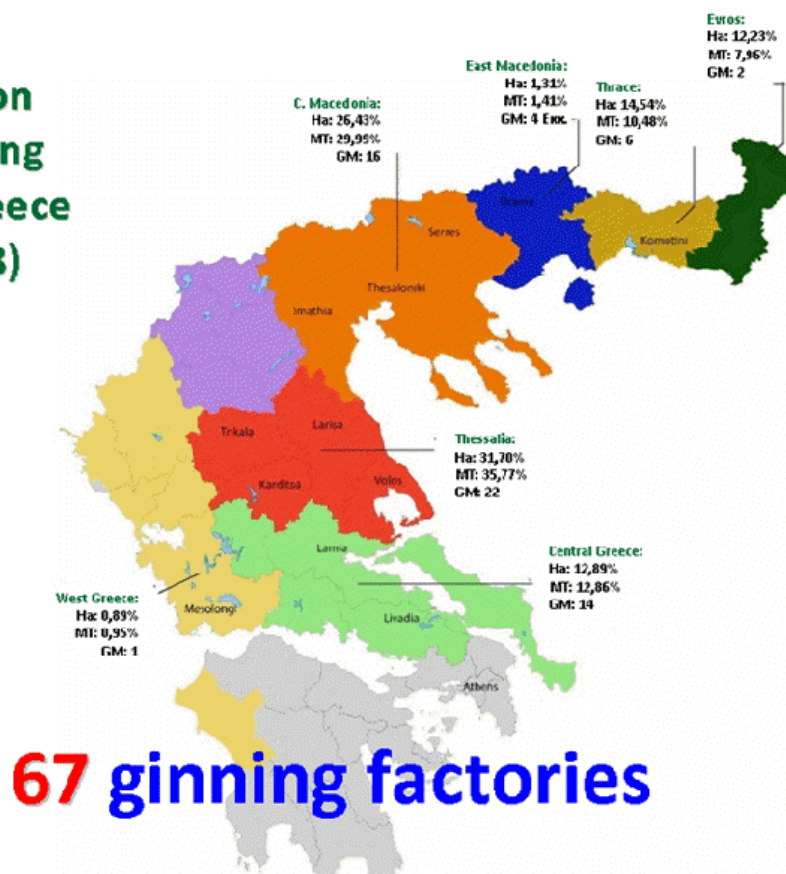 on
ng
eece
3)
Evros:
Ha: 12,23%
MT: 7,96%
GM: 2
East Macedonia:
Ha: 1,31%
MT: 1,41%
GM: 4 Εκκ.
Thrace:
Ha: 14,54%
MT: 10,48%
GM: 6
C. Macedonia:
Ha: 26,43%
MT: 29,99%
GM: 16
Drama
Serres
Komotini
Thesaloniki
Imathia
Trikala
Larisa
Thessalia:
Ha: 31,70%
MT: 35,77%
GM: 22
Karditsa
Volos
Lamia
Central Greece:
Ha: 12,89%
MT: 12,86%
GM: 14
West Greece:
Ha: 0,89%
MT: 0,95%
GM: 1
Mesolongi
Livadia
Athens
67 ginning factories